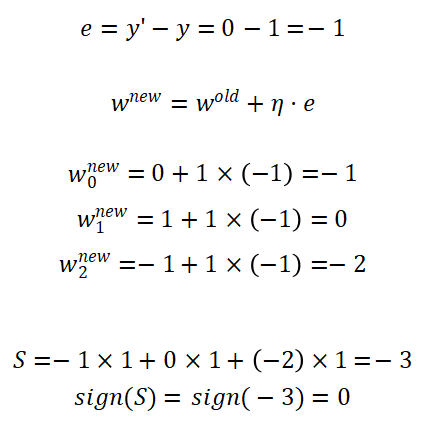 e = y' − y = 0 − 1 =− 1
w^{new} = w^{old} + η · e
w_0^{new} = 0 + 1 × (−1) =− 1
w_1^{new} = 1 + 1 × (−1) = 0
w_2^{new} =− 1 + 1 × (−1) =− 2
S =− 1 × 1 + 0 × 1 + (−2) × 1 =− 3
sign(S) = sign( − 3) = 0